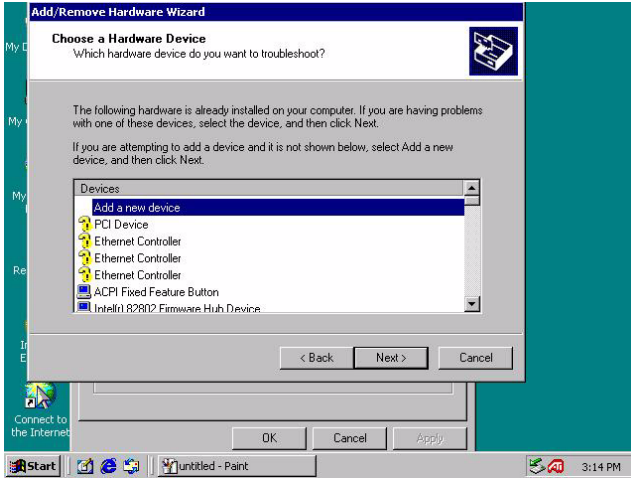 Add/Remove Hardware Wizard
Choose a Hardware Device
Which hardware device do you want to troubleshoot?
The following hardware is already installed on your computer. If you are having problems
with one of these devices, select the device, and then click Next.
If you are attempting to add a device and it is not shown below, select Add a new
device, and then click Next.
Devices
Add a new device
PCI Device
Ethernet Controller
Ethernet Controller
Ethernet Controller
ACPI Fixed Feature Button
Intel(r) 82802 Firmware Hub Device
< Back
Next >
Cancel
My
My
My
Re
Connect to
the Internet
OK
Cancel
Apply
Start
untitled - Paint
3:14 PM